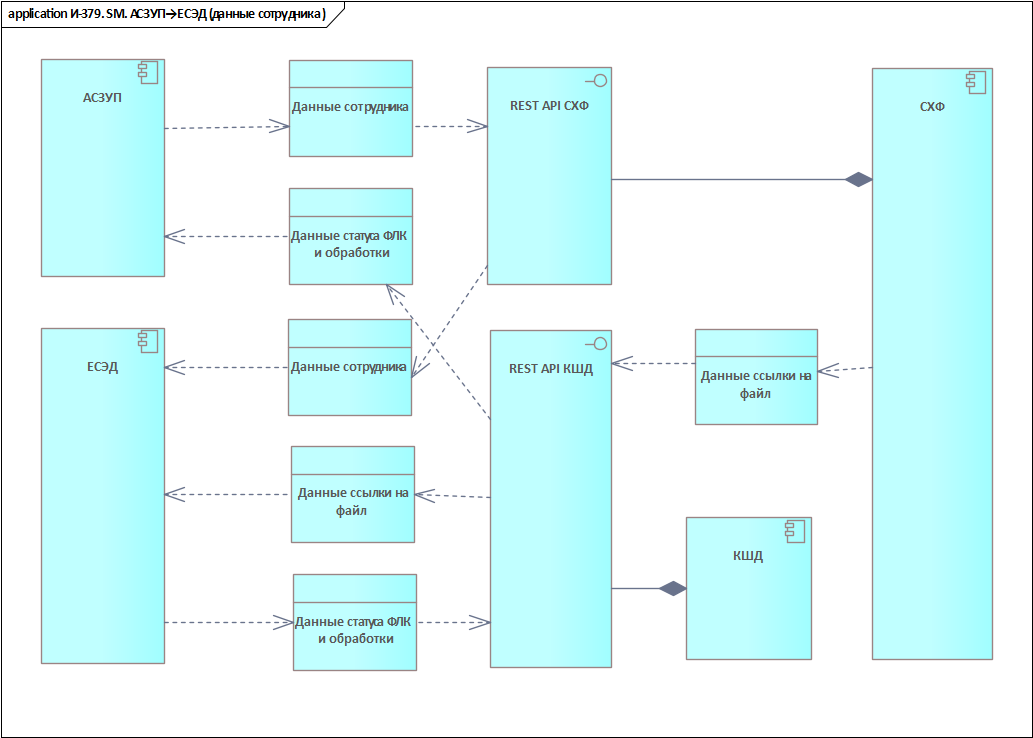 application И-379. SM. АСЗУП→ЕСЭД (данные сотрудника)
АСЗУП
Данные сотрудника
REST API СХФ
СХФ
Данные статуса ФЛК
и обработки
ЕСЭД
Данные сотрудника
REST API КШД
Данные ссылки на
файл
Данные ссылки на
файл
КШД
Данные статуса ФЛК
и обработки